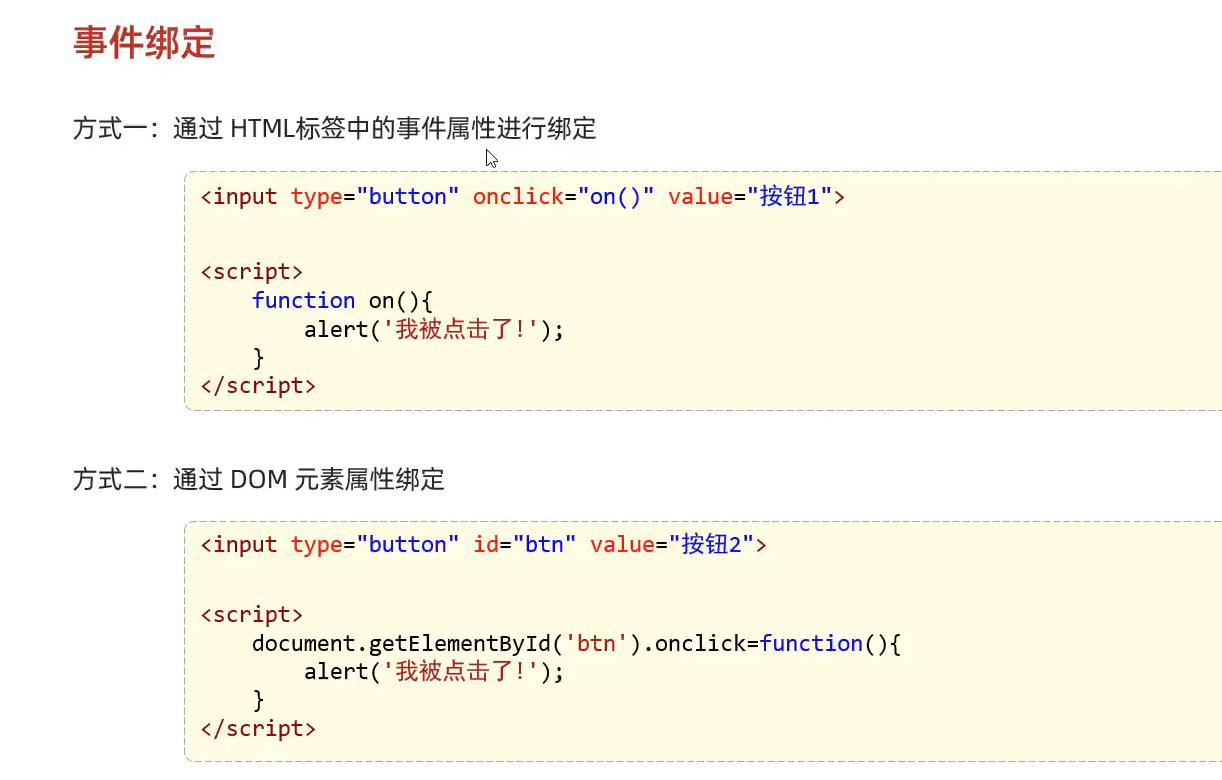 事件绑定
方式一：通过 HTML标签中的事件属性进行绑定
<input type="button" onclick="on()" value="按钮1">
<script>
    function on(){
        alert('我被点击了!');
    }
</script>
方式二：通过 DOM 元素属性绑定
<input type="button" id="btn" value="按钮2">
<script>
    document.getElementById('btn').onclick=function(){
        alert('我被点击了!');
    }
</script>